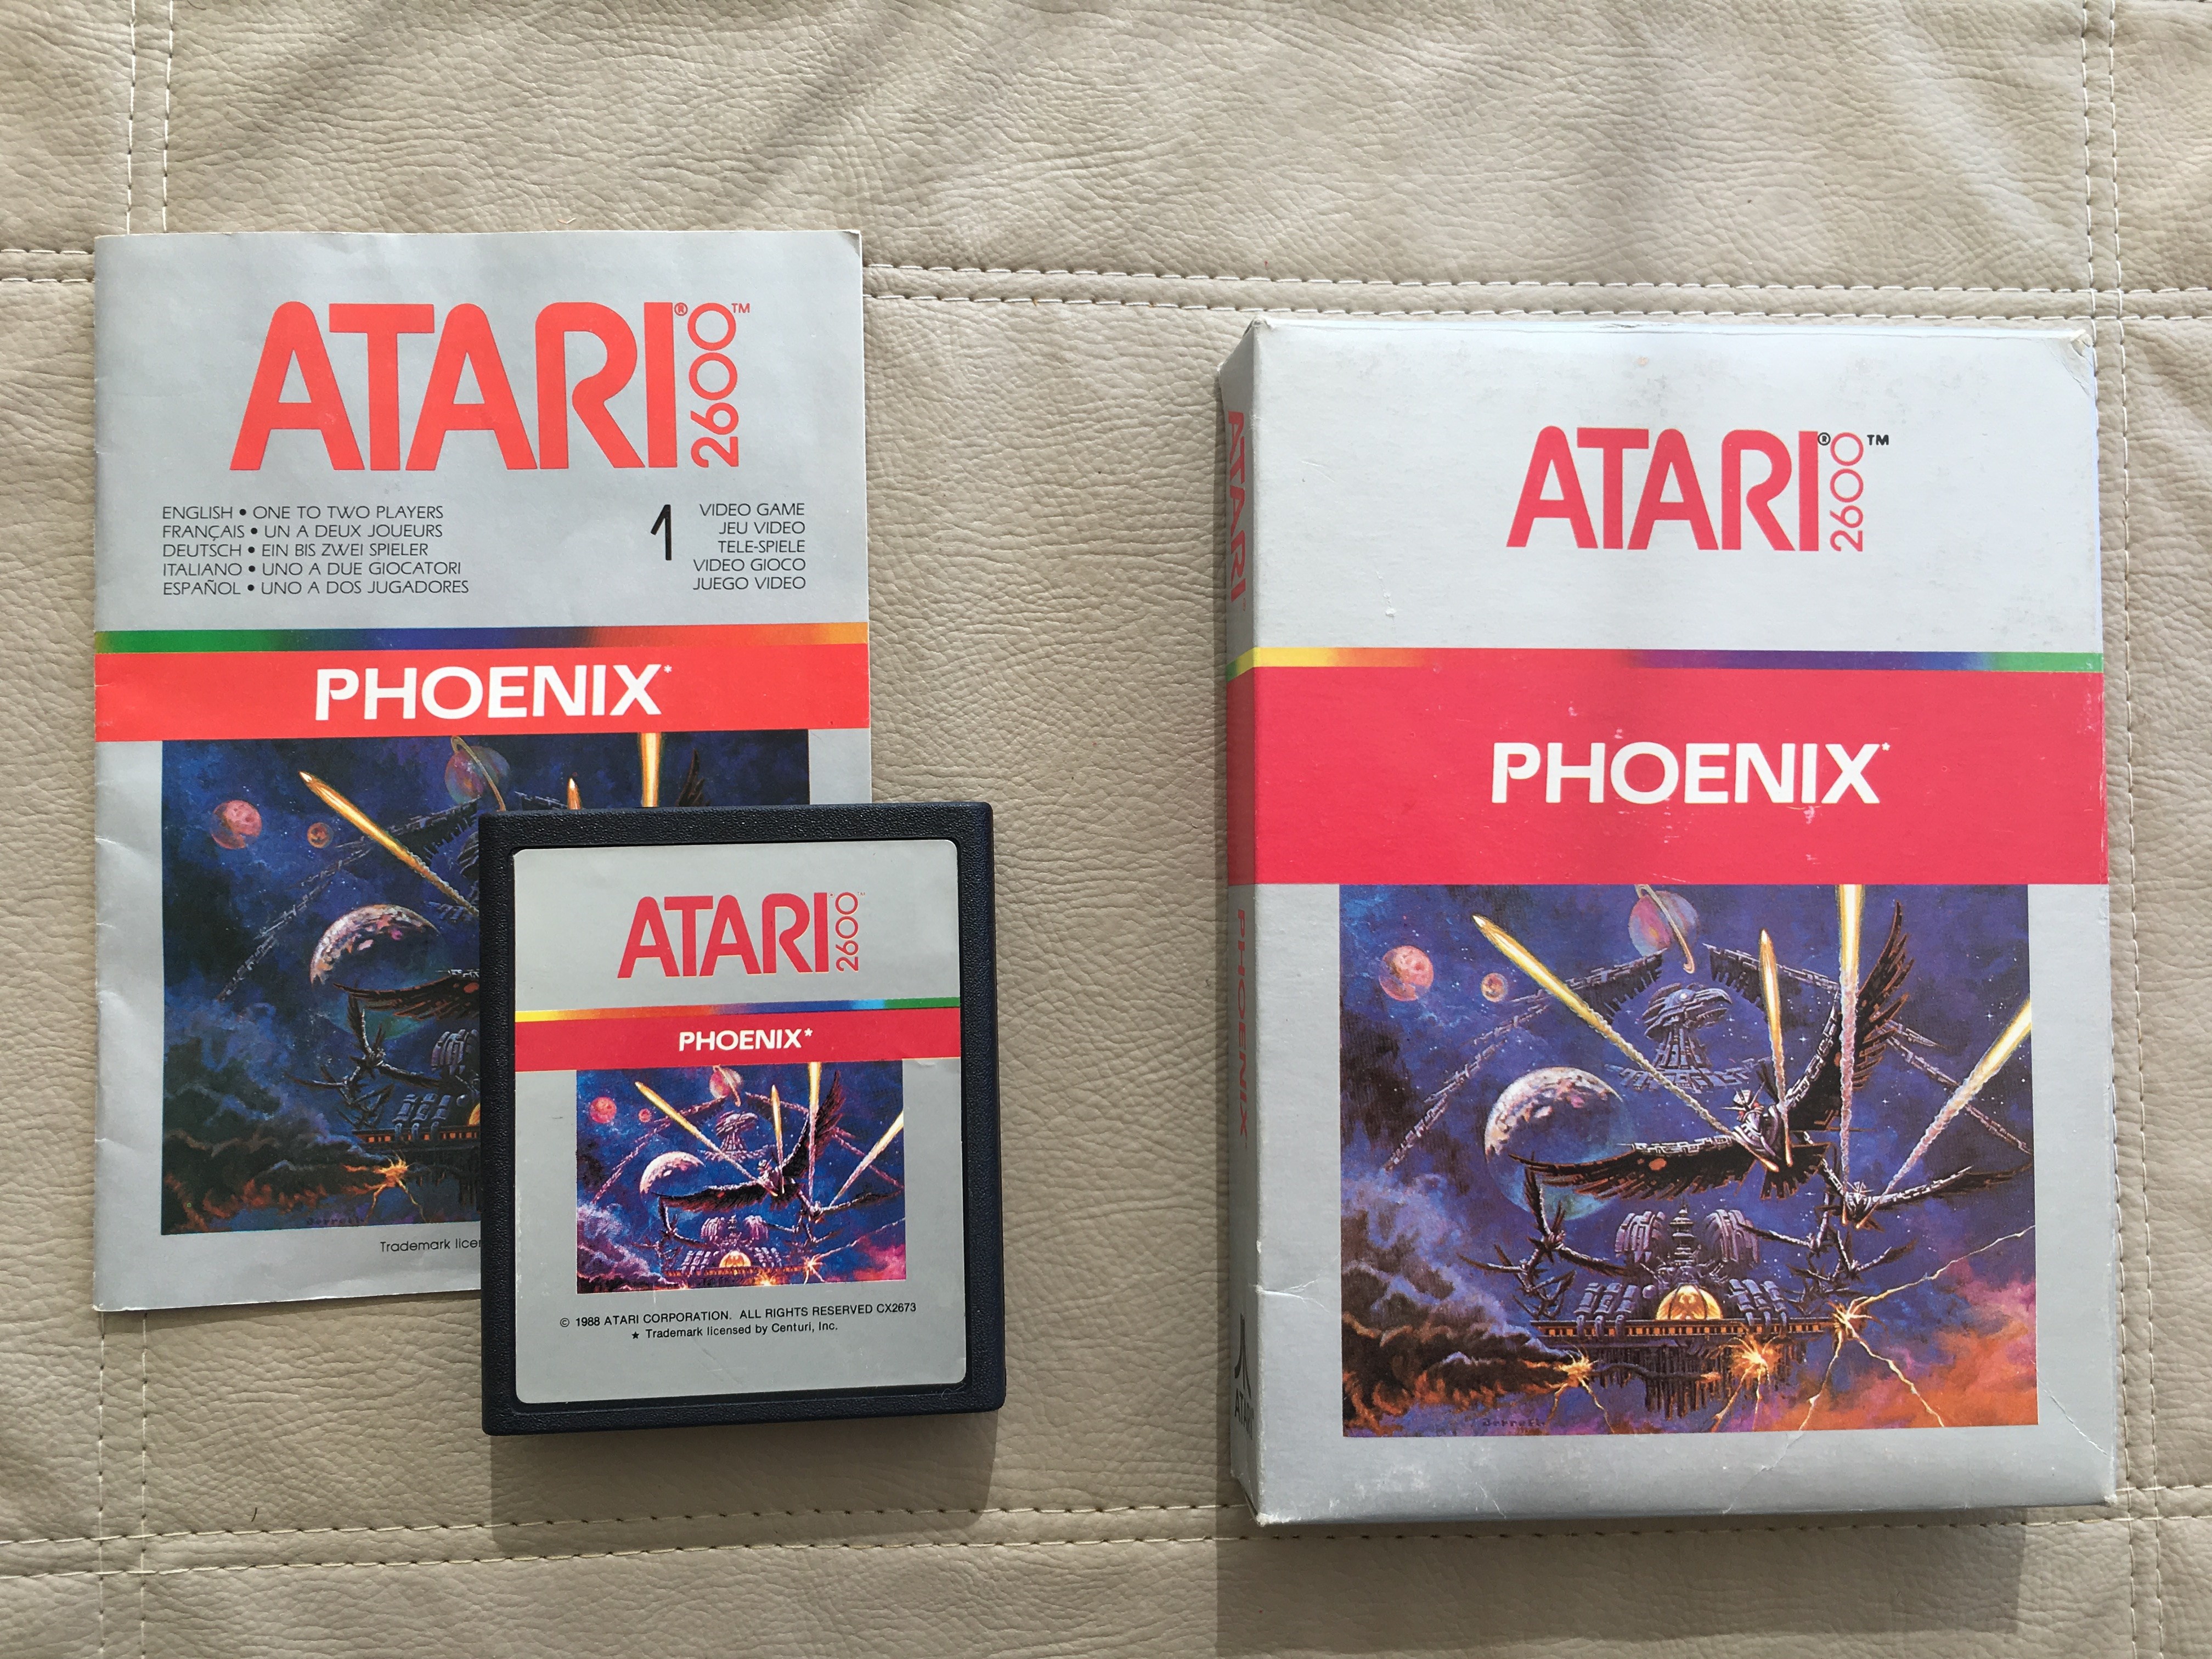 ATARI® 2600™
ENGLISH • ONE TO TWO PLAYERS
FRANÇAIS • UN A DEUX JOUEURS
DEUTSCH • EIN BIS ZWEI SPIELER
ITALIANO • UNO A DUE GIOCATORI
ESPAÑOL • UNO A DOS JUGADORES
1
VIDEO GAME
JEU VIDEO
TELE-SPIELE
VIDEO GIOCO
JUEGO VIDEO
PHOENIX*
Trademark
ATARI® 2600™
PHOENIX*
© 1988 ATARI CORPORATION. ALL RIGHTS RESERVED CX2673
★ Trademark licensed by Centuri, Inc.
ATARI
PHOENIX
ATARI
ATARI® 2600™
PHOENIX*